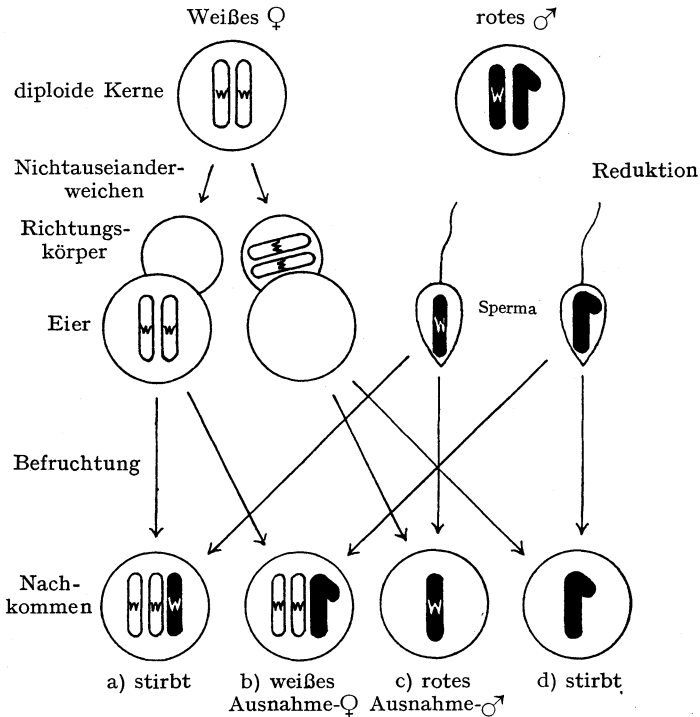 Weißes ♀
rotes ♂
diploide Kerne
w w
W
Nichtauseinander-
weichen
Reduktion
Richtungs-
körper
w
w
Eier
w w
W
Sperma
Befruchtung
Nach-
kommen
w w W
w w
W
a) stirbt
b) weißes
Ausnahme-♀
c) rotes
Ausnahme-♂
d) stirbt